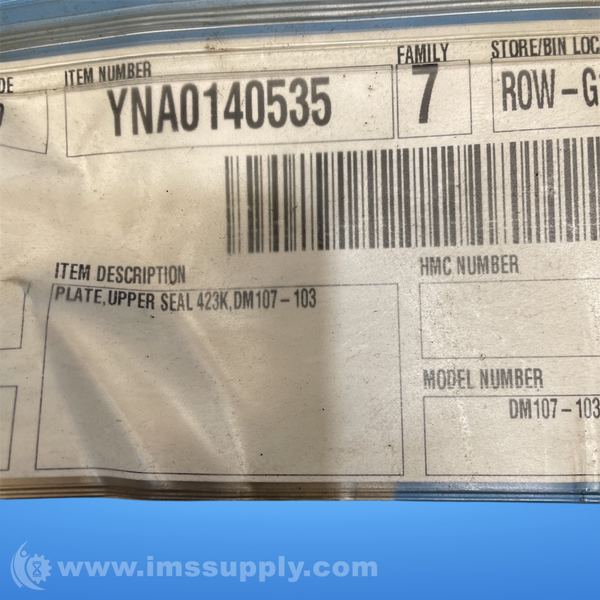 DE
ITEM NUMBER
YNA0140535
FAMILY
7
STORE/BIN LOC
ROW-G
ITEM DESCRIPTION
PLATE,UPPER SEAL 423K,DM107-103
HMC NUMBER
MODEL NUMBER
DM107-103
www.imssupply.com